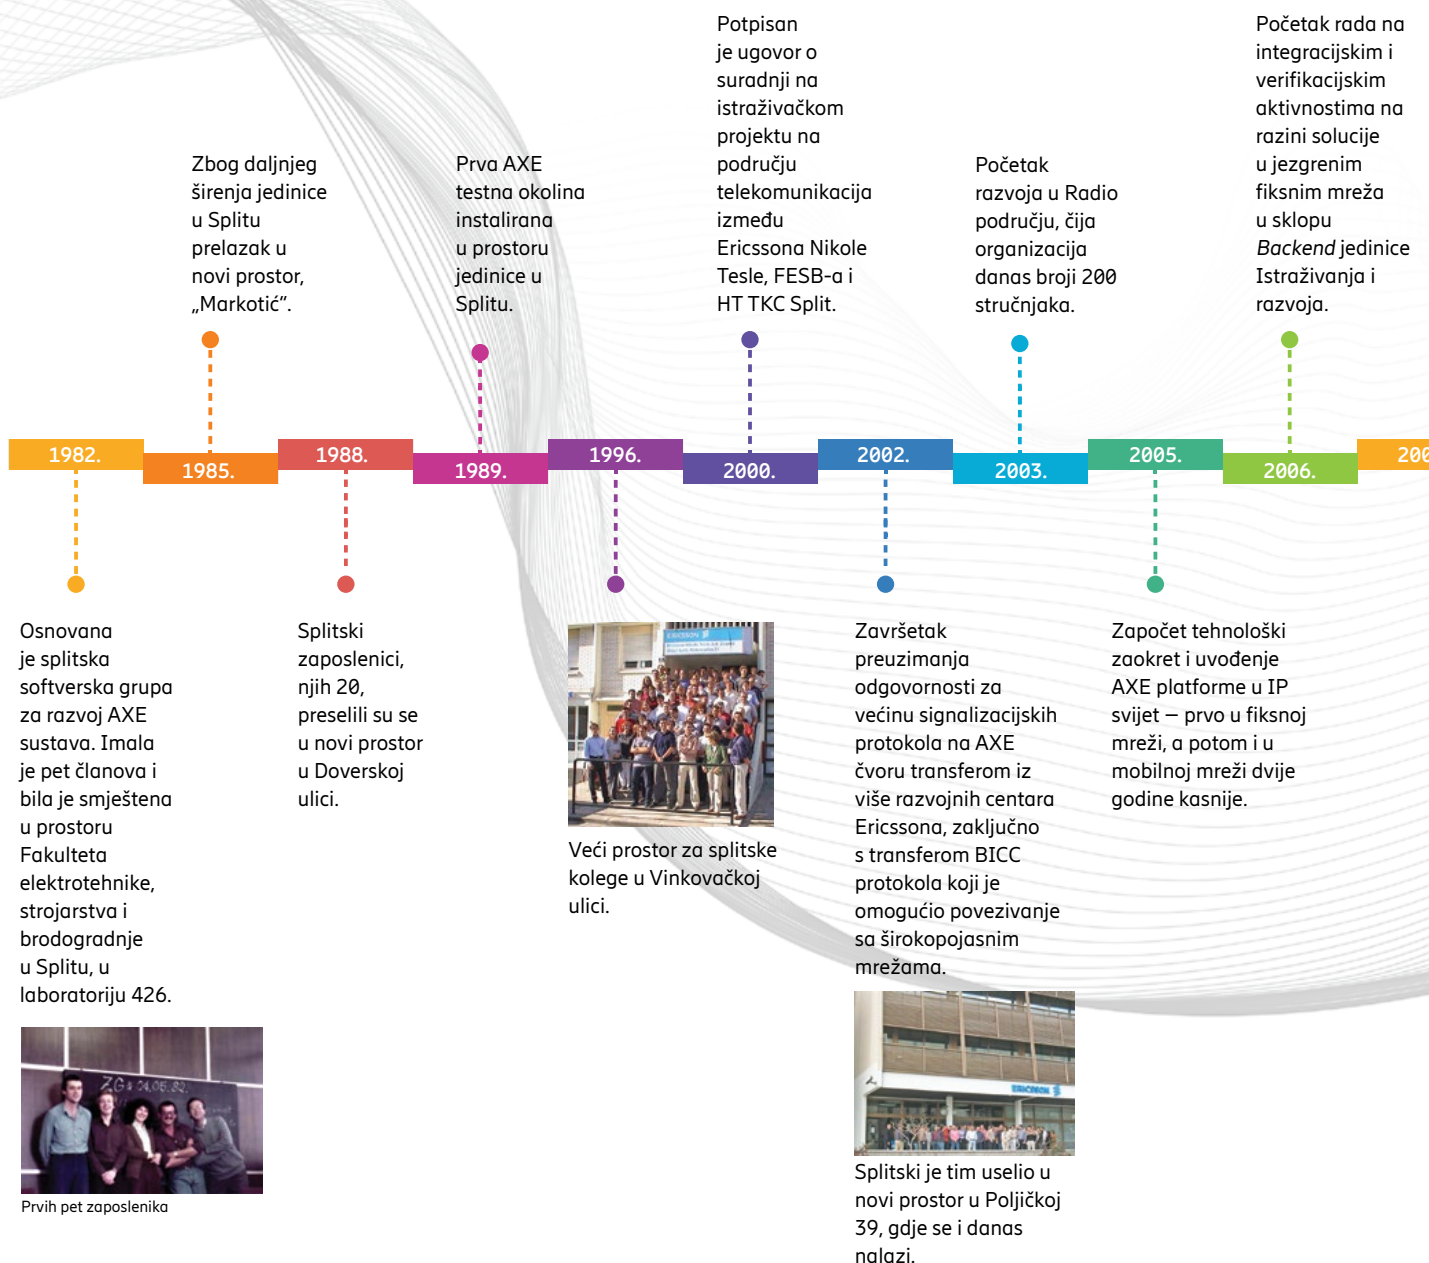 Potpisan
je ugovor o
suradnji na
istraživačkom
projektu na
području
telekomunikacija
između
Ericssona Nikole
Tesle, FESB-a i
HT TKC Split.
Početak rada na
integracijskim i
verifikacijskim
aktivnostima na
razini solucije
u jezgrenim
fiksnim mreža
u sklopu
Backend jedinice
Istraživanja i
razvoja.
Zbog daljnjeg
širenja jedinice
u Splitu
prelazak u
novi prostor,
„Markotić“.
Prva AXE
testna okolina
instalirana
u prostoru
jedinice u
Splitu.
Početak
razvoja u Radio
području, čija
organizacija
danas broji 200
stručnjaka.
1982.
1985.
1988.
1989.
1996.
2000.
2002.
2003.
2005.
2006.
200
Osnovana
je splitska
softverska grupa
za razvoj AXE
sustava. Imala
je pet članova i
bila je smještena
u prostoru
Fakulteta
elektrotehnike,
strojarstva i
brodogradnje
u Splitu, u
laboratoriju 426.
ZG 04.05.82.
Prvih pet zaposlenika
Splitski
zaposlenici,
njih 20,
preselili su se
u novi prostor
u Doverskoj
ulici.
ERICSSON
Veći prostor za splitske
kolege u Vinkovačkoj
ulici.
Završetak
preuzimanja
odgovornosti za
većinu signalizacijskih
protokola na AXE
čvoru transferom iz
više razvojnih centara
Ericssona, zaključno
s transferom BICC
protokola koji je
omogućio povezivanje
sa širokopojasnim
mrežama.
ERICSSON
Splitski je tim uselio u
novi prostor u Poljičkoj
39, gdje se i danas
nalazi.
Započet tehnološki
zaokret i uvođenje
AXE platforme u IP
svijet – prvo u fiksnoj
mreži, a potom i u
mobilnoj mreži dvije
godine kasnije.